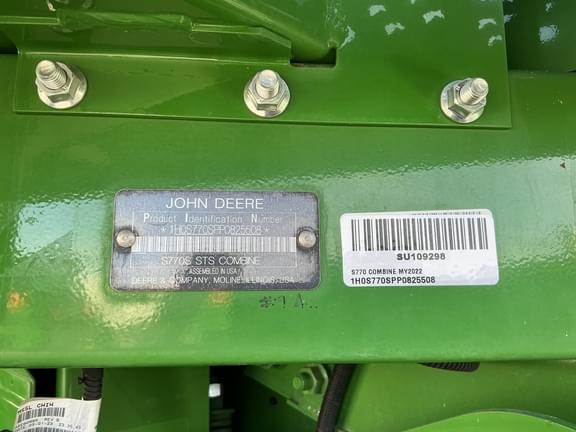 JOHN DEERE
Product Identification Number
*1H0S770SPP0825508*
S770S STS COMBINE
ASSEMBLED IN USA
DEERE & COMPANY, MOLINE, ILLINOIS, USA
SU109298
S770 COMBINE MY2022
1H0S770SPP0825508